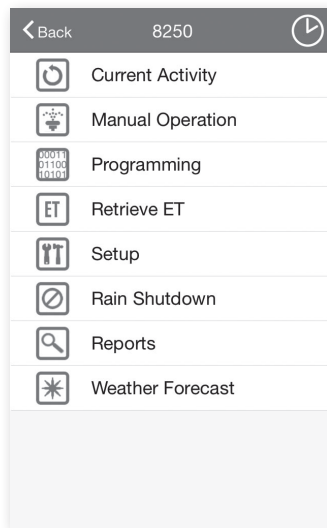 Back 8250
Current Activity
Manual Operation
00011
01100
10101
Programming
ET
Retrieve ET
Setup
Rain Shutdown
Reports
Weather Forecast